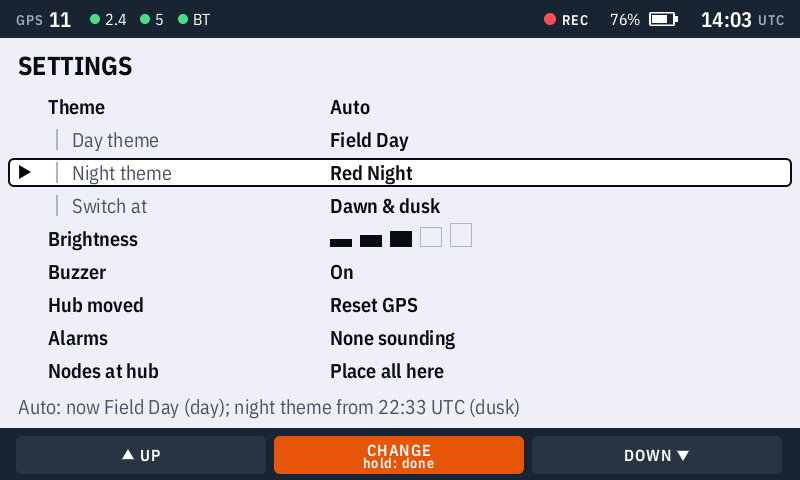 GPS 11 2.4 5 BT REC 76% 14:03 UTC
SETTINGS
Theme Auto
Day theme Field Day
Night theme Red Night
Switch at Dawn & dusk
Brightness
Buzzer On
Hub moved Reset GPS
Alarms None sounding
Nodes at hub Place all here
Auto: now Field Day (day); night theme from 22:33 UTC (dusk)
▲ UP CHANGE DOWN ▼
hold: done